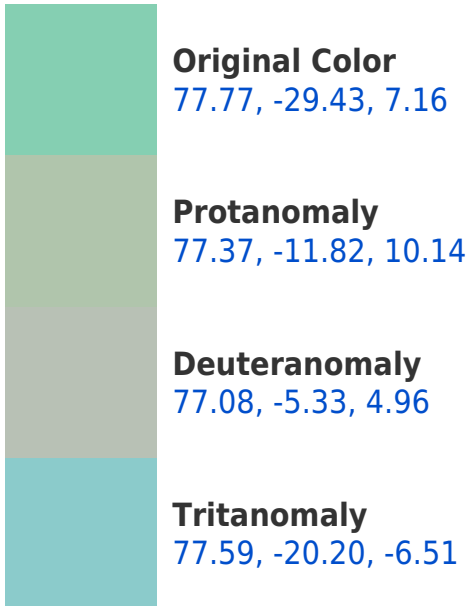 Original Color
77.77, -29.43, 7.16
Protanomaly
77.37, -11.82, 10.14
Deuteranomaly
77.08, -5.33, 4.96
Tritanomaly
77.59, -20.20, -6.51